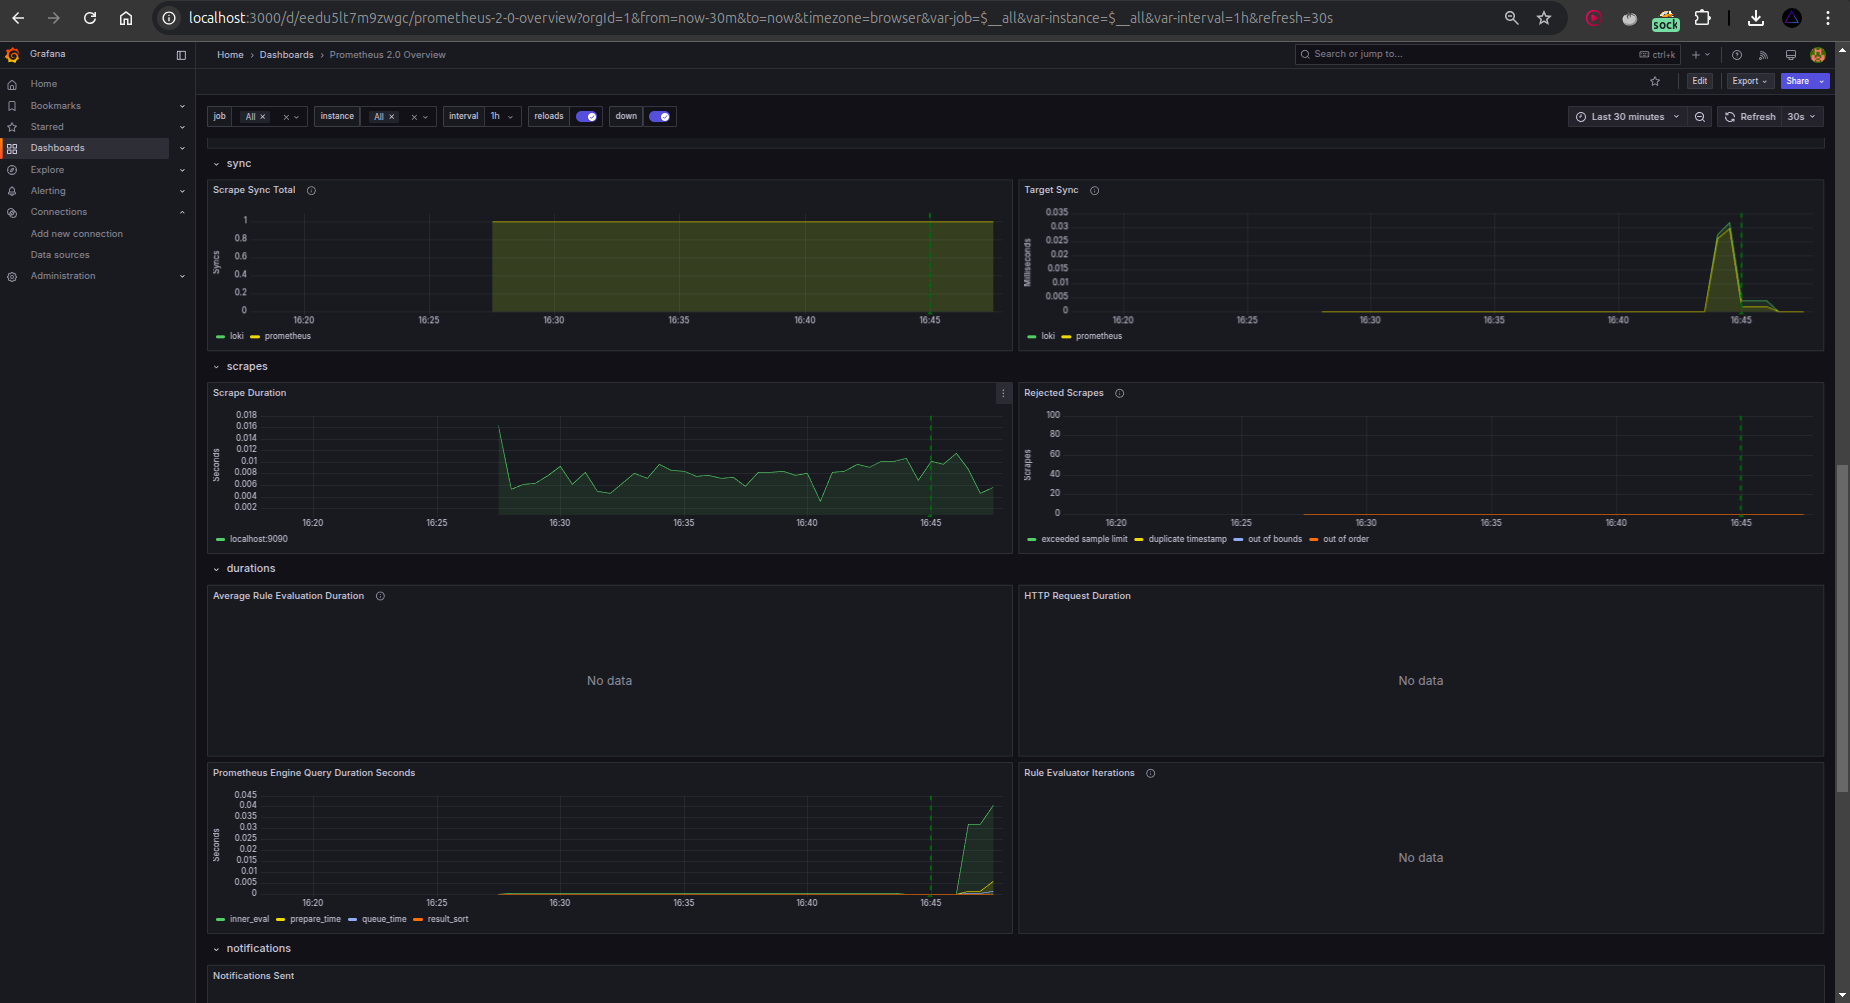 localhost:3000/d/eedu5lt7m9zwgc/prometheus-2-0-overview?orgId=1&from=now-30m&to=now&timezone=browser&var-job=$__all&var-instance=$__all&var-interval=1h&refresh=30s
sock
Grafana
Home › Dashboards › Prometheus 2.0 Overview
Search or jump to...
ctrl+k
Edit
Export
Share
Home
Bookmarks
Starred
Dashboards
Explore
Alerting
Connections
Add new connection
Data sources
Administration
job All
instance All
interval 1h
reloads
down
Last 30 minutes
Refresh 30s
sync
Scrape Sync Total
Syncs
1
0.8
0.6
0.4
0.2
0
16:20 16:25 16:30 16:35 16:40 16:45
loki prometheus
Target Sync
Milliseconds
0.035
0.03
0.025
0.02
0.015
0.01
0.005
0
16:20 16:25 16:30 16:35 16:40 16:45
loki prometheus
scrapes
Scrape Duration
Seconds
0.018
0.016
0.014
0.012
0.01
0.008
0.006
0.004
0.002
16:20 16:25 16:30 16:35 16:40 16:45
localhost:9090
Rejected Scrapes
Scrapes
100
80
60
40
20
0
16:20 16:25 16:30 16:35 16:40 16:45
exceeded sample limit duplicate timestamp out of bounds out of order
durations
Average Rule Evaluation Duration
No data
HTTP Request Duration
No data
Prometheus Engine Query Duration Seconds
Seconds
0.045
0.04
0.035
0.03
0.025
0.02
0.015
0.01
0.005
0
16:20 16:25 16:30 16:35 16:40 16:45
inner_eval prepare_time queue_time result_sort
Rule Evaluator Iterations
No data
notifications
Notifications Sent